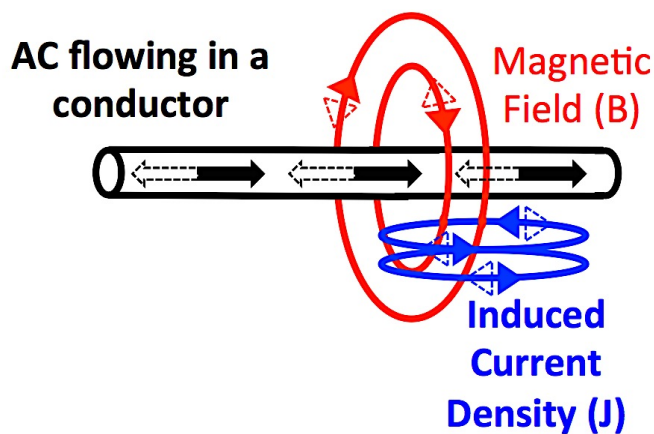 AC flowing in a
conductor
Magnetic
Field (B)
Induced
Current
Density (J)